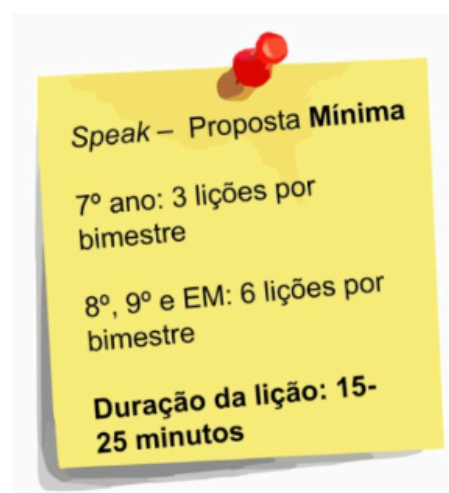 Speak – Proposta Mínima
7º ano: 3 lições por
bimestre
8º, 9º e EM: 6 lições por
bimestre
Duração da lição: 15-
25 minutos